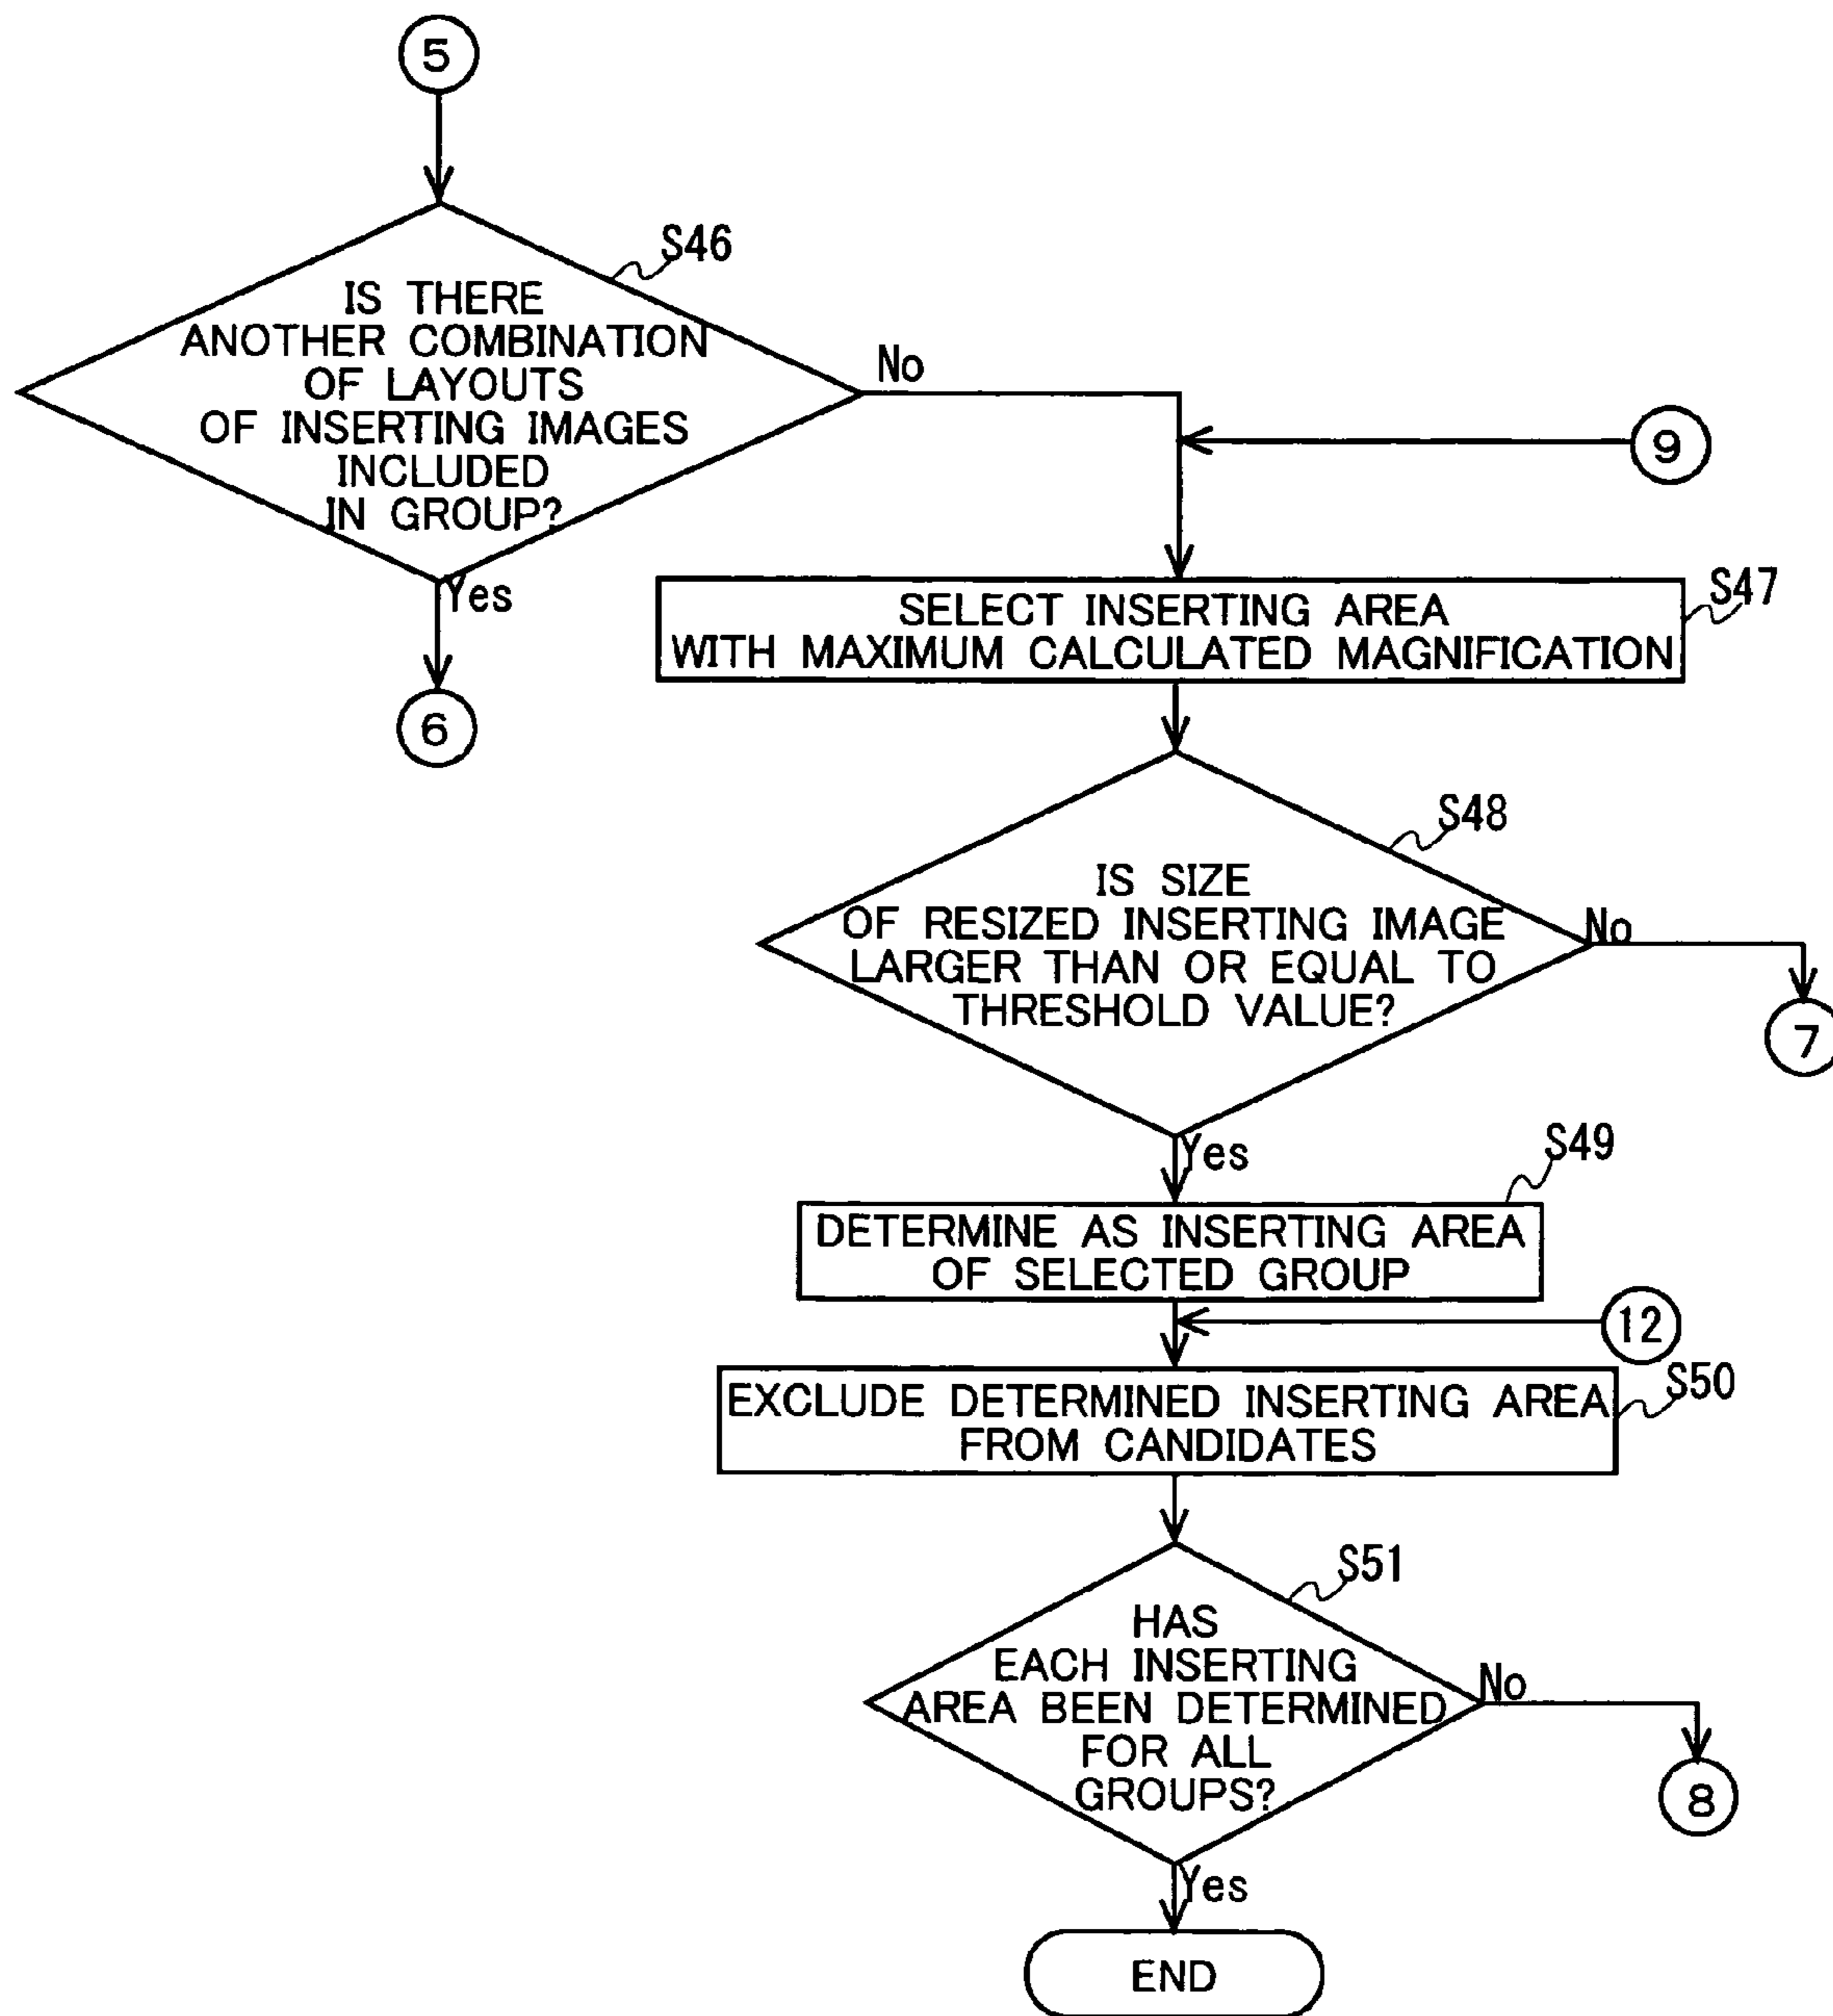 5
S46
IS THERE
ANOTHER COMBINATION
OF LAYOUTS
OF INSERTING IMAGES
INCLUDED
IN GROUP?
No
9
Yes
6
S47
SELECT INSERTING AREA
WITH MAXIMUM CALCULATED MAGNIFICATION
S48
IS SIZE
OF RESIZED INSERTING IMAGE
LARGER THAN OR EQUAL TO
THRESHOLD VALUE?
No
7
Yes
S49
DETERMINE AS INSERTING AREA
OF SELECTED GROUP
12
S50
EXCLUDE DETERMINED INSERTING AREA
FROM CANDIDATES
S51
HAS
EACH INSERTING
AREA BEEN DETERMINED
FOR ALL
GROUPS?
No
8
Yes
END